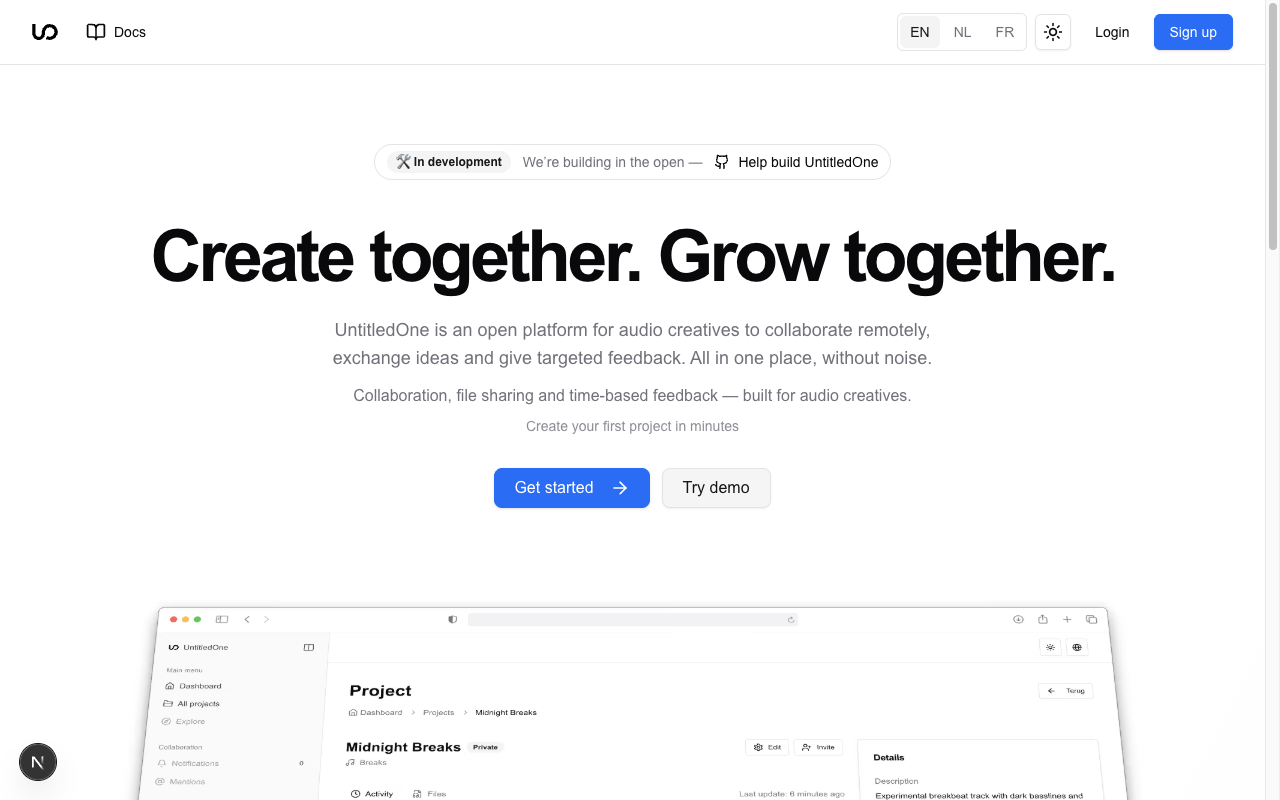 Docs
EN NL FR
Login
Sign up
🛠️ In development We're building in the open — Help build UntitledOne
Create together. Grow together.
UntitledOne is an open platform for audio creatives to collaborate remotely,
exchange ideas and give targeted feedback. All in one place, without noise.
Collaboration, file sharing and time-based feedback — built for audio creatives.
Create your first project in minutes
Get started
Try demo
UntitledOne
Main menu
Dashboard
All projects
Explore
Collaboration
Notifications 0
Mentions
Project
Terug
Dashboard > Projects > Midnight Breaks
Midnight Breaks Private
Edit
Invite
Breaks
Activity
Files
Last update: 6 minutes ago
Details
Description
Experimental breakbeat track with dark basslines and
N